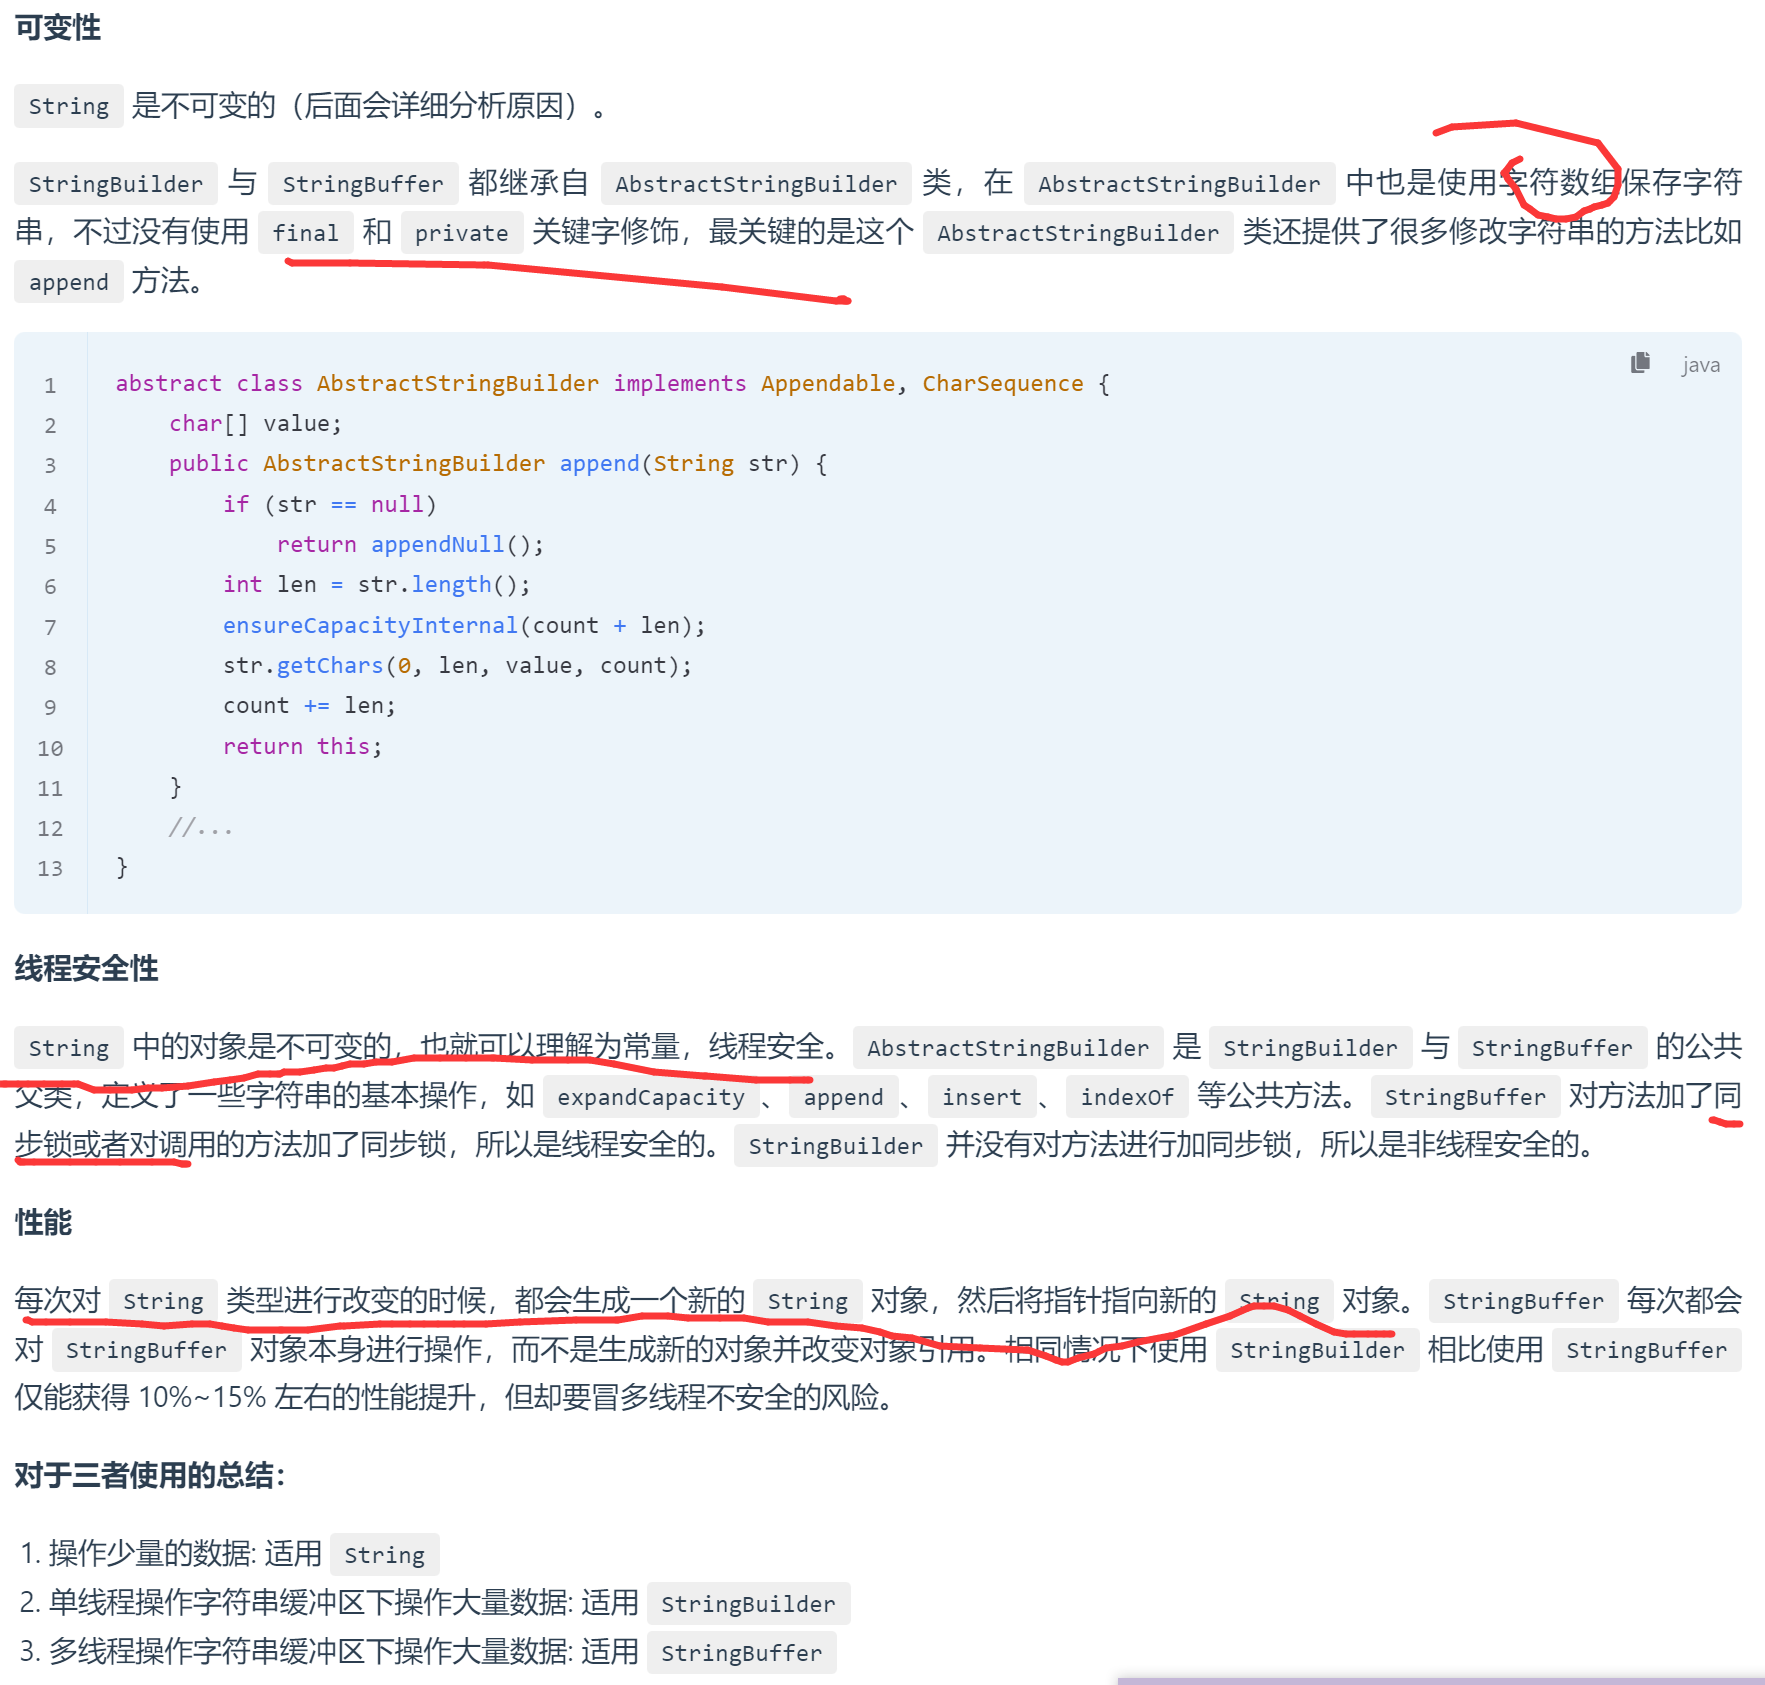 可变性
String 是不可变的（后面会详细分析原因）。
StringBuilder 与 StringBuffer 都继承自 AbstractStringBuilder 类，在 AbstractStringBuilder 中也是使用字符数组保存字符
串，不过没有使用 final 和 private 关键字修饰，最关键的是这个 AbstractStringBuilder 类还提供了很多修改字符串的方法比如
append 方法。
java
1 abstract class AbstractStringBuilder implements Appendable, CharSequence {
2     char[] value;
3     public AbstractStringBuilder append(String str) {
4         if (str == null)
5             return appendNull();
6         int len = str.length();
7         ensureCapacityInternal(count + len);
8         str.getChars(0, len, value, count);
9         count += len;
10         return this;
11     }
12     //...
13 }
线程安全性
String 中的对象是不可变的，也就可以理解为常量，线程安全。AbstractStringBuilder 是 StringBuilder 与 StringBuffer 的公共
父类，定义了一些字符串的基本操作，如 expandCapacity、append、insert、indexOf 等公共方法。StringBuffer 对方法加了同
步锁或者对调用的方法加了同步锁，所以是线程安全的。StringBuilder 并没有对方法进行加同步锁，所以是非线程安全的。
性能
每次对 String 类型进行改变的时候，都会生成一个新的 String 对象，然后将指针指向新的 String 对象。StringBuffer 每次都会
对 StringBuffer 对象本身进行操作，而不是生成新的对象并改变对象引用。相同情况下使用 StringBuilder 相比使用 StringBuffer
仅能获得 10%~15% 左右的性能提升，但却要冒多线程不安全的风险。
对于三者使用的总结：
1. 操作少量的数据: 适用 String
2. 单线程操作字符串缓冲区下操作大量数据: 适用 StringBuilder
3. 多线程操作字符串缓冲区下操作大量数据: 适用 StringBuffer